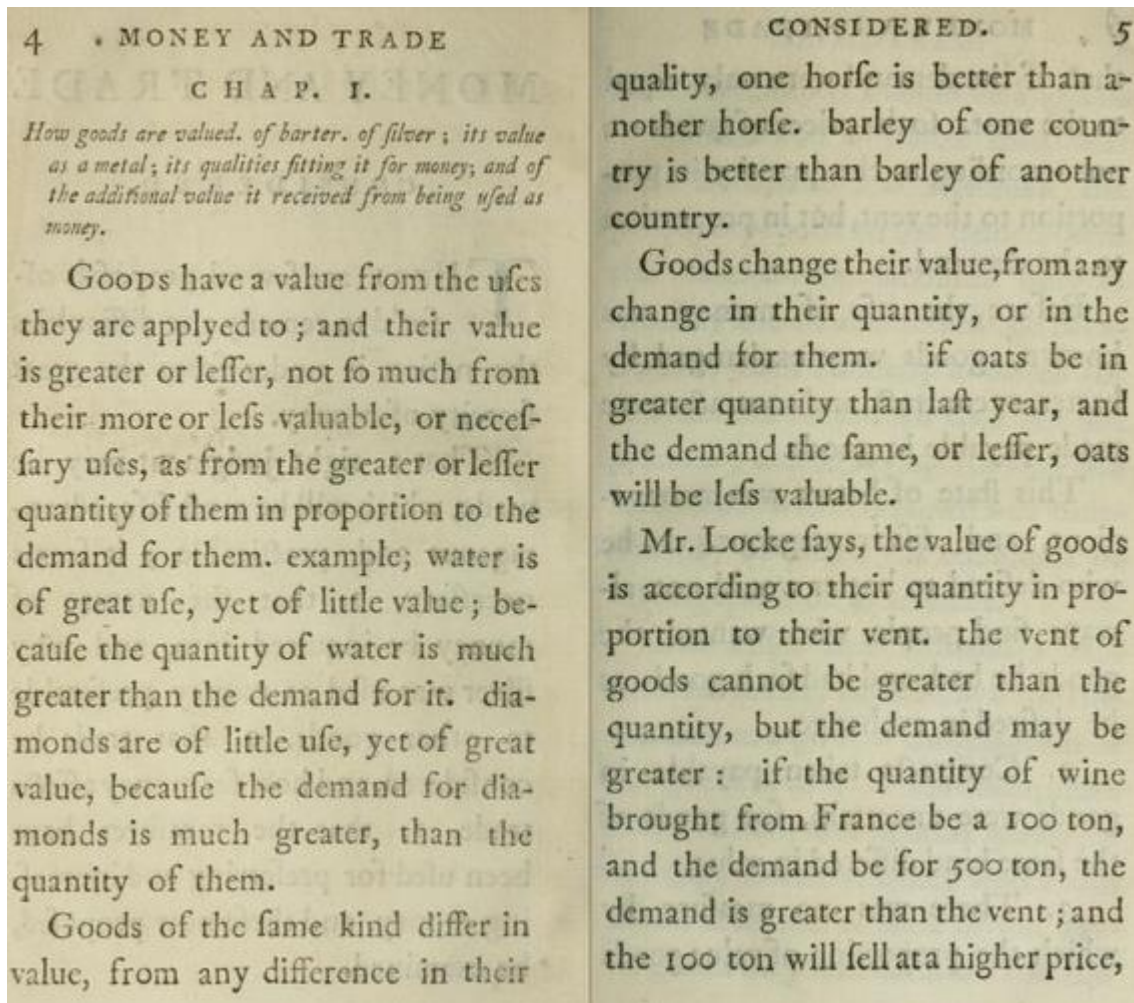 4 . MONEY AND TRADE
CHAP. I.
How goods are valued. of barter. of ſilver ; its value
as a metal; its qualities fitting it for money; and of
the additional value it received from being uſed as
money.
GOODS have a value from the uſes
they are applyed to ; and their value
is greater or leſſer, not ſo much from
their more or leſs valuable, or neceſ-
ſary uſes, as from the greater or leſſer
quantity of them in proportion to the
demand for them. example; water is
of great uſe, yet of little value ; be-
cauſe the quantity of water is much
greater than the demand for it. dia-
monds are of little uſe, yet of great
value, becauſe the demand for dia-
monds is much greater, than the
quantity of them.
Goods of the ſame kind differ in
value, from any difference in their
CONSIDERED. 5
quality, one horſe is better than a-
nother horſe. barley of one coun-
try is better than barley of another
country.
Goods change their value, from any
change in their quantity, or in the
demand for them. if oats be in
greater quantity than laſt year, and
the demand the ſame, or leſſer, oats
will be leſs valuable.
Mr. Locke ſays, the value of goods
is according to their quantity in pro-
portion to their vent. the vent of
goods cannot be greater than the
quantity, but the demand may be
greater : if the quantity of wine
brought from France be a 100 ton,
and the demand be for 500 ton, the
demand is greater than the vent ; and
the 100 ton will ſell at a higher price,